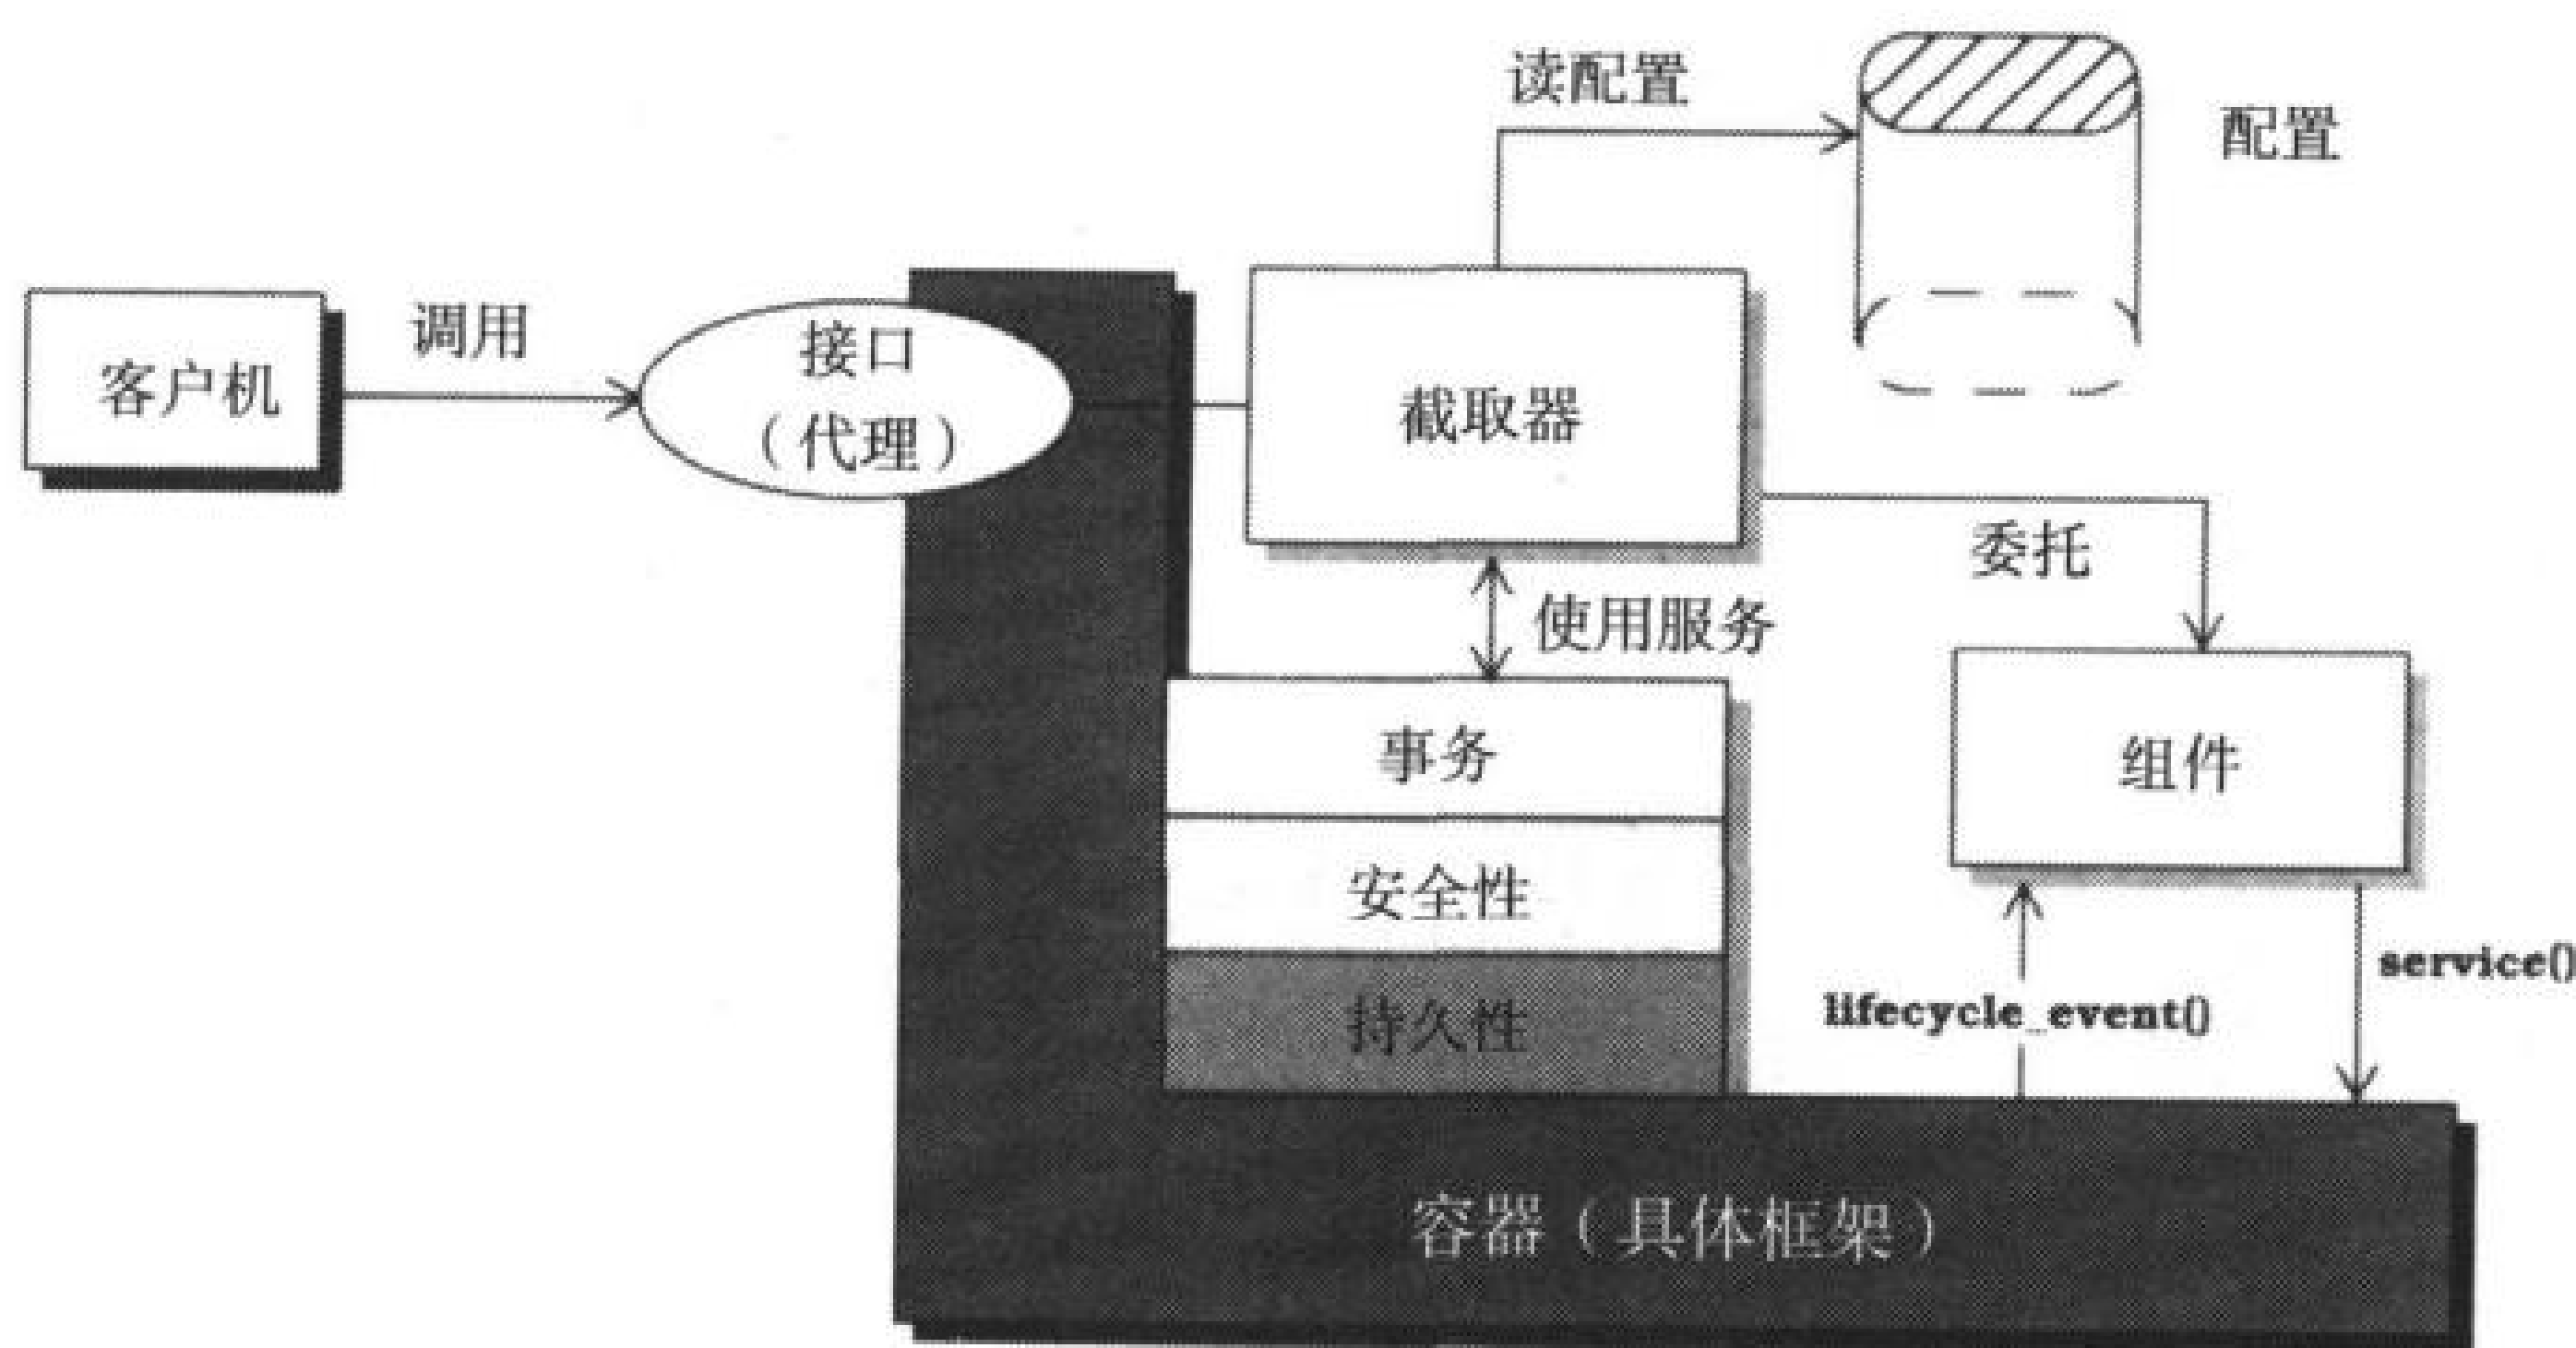 读配置
配置
客户机
调用
接口
（代理）
截取器
委托
使用服务
事务
安全性
持久性
组件
lifecycle_event()
service()
容器（具体框架）